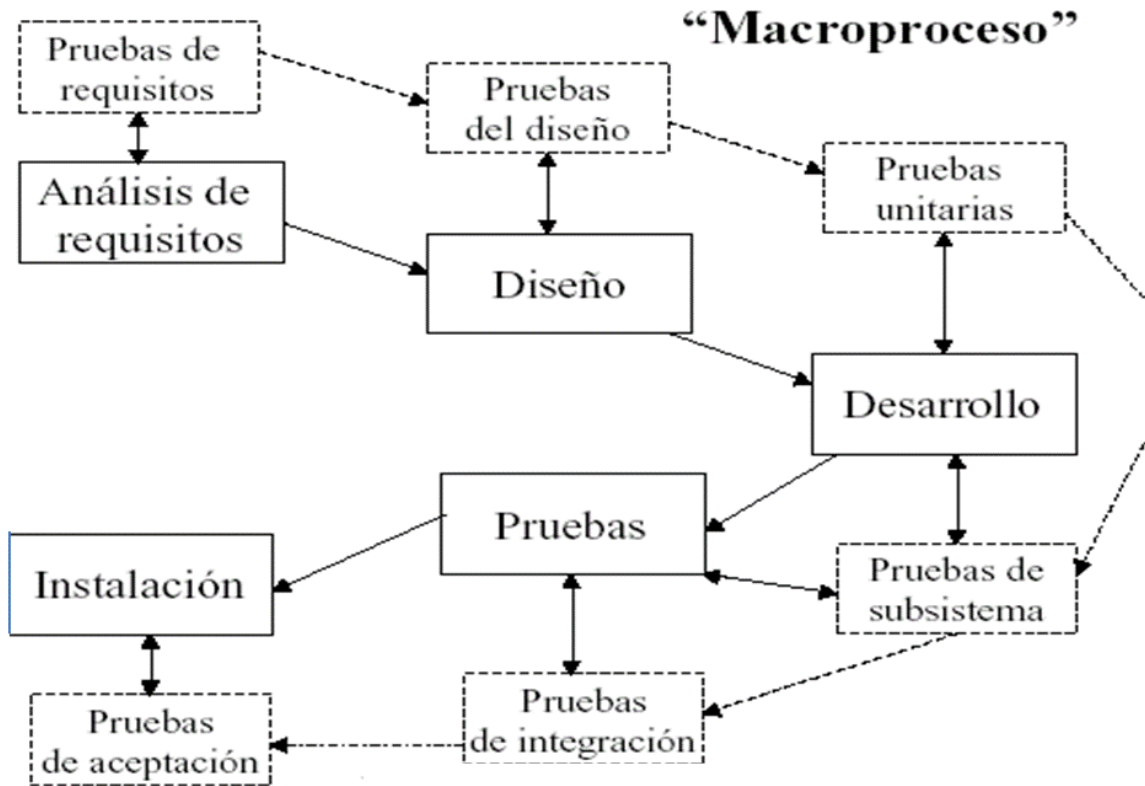 “Macroproceso”
Pruebas de
requisitos
Pruebas
del diseño
Pruebas
unitarias
Análisis de
requisitos
Diseño
Desarrollo
Pruebas
Instalación
Pruebas de
subsistema
Pruebas
de integración
Pruebas
de aceptación